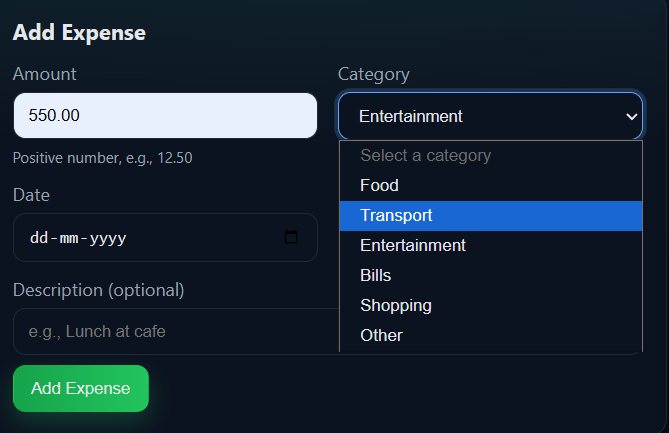 Add Expense
Amount
Category
550.00
Entertainment
Positive number, e.g., 12.50
Select a category
Food
Transport
Entertainment
Bills
Shopping
Other
Date
dd-mm-yyyy
Description (optional)
e.g., Lunch at cafe
Add Expense